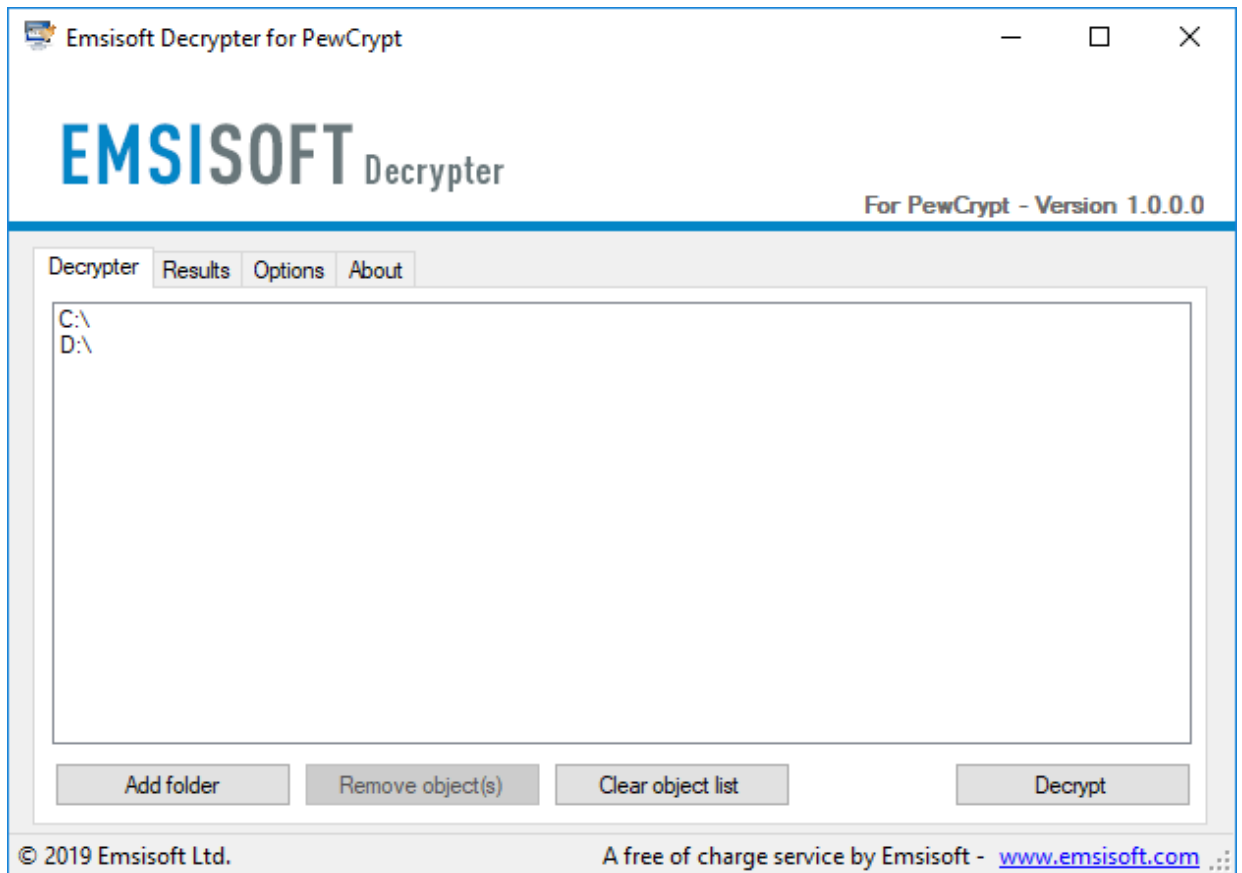 Emsisoft Decrypter for PewCrypt
EMSISOFT Decrypter
For PewCrypt - Version 1.0.0.0
Decrypter Results Options About
C:\
D:\
Add folder Remove object(s) Clear object list Decrypt
© 2019 Emsisoft Ltd. A free of charge service by Emsisoft - www.emsisoft.com